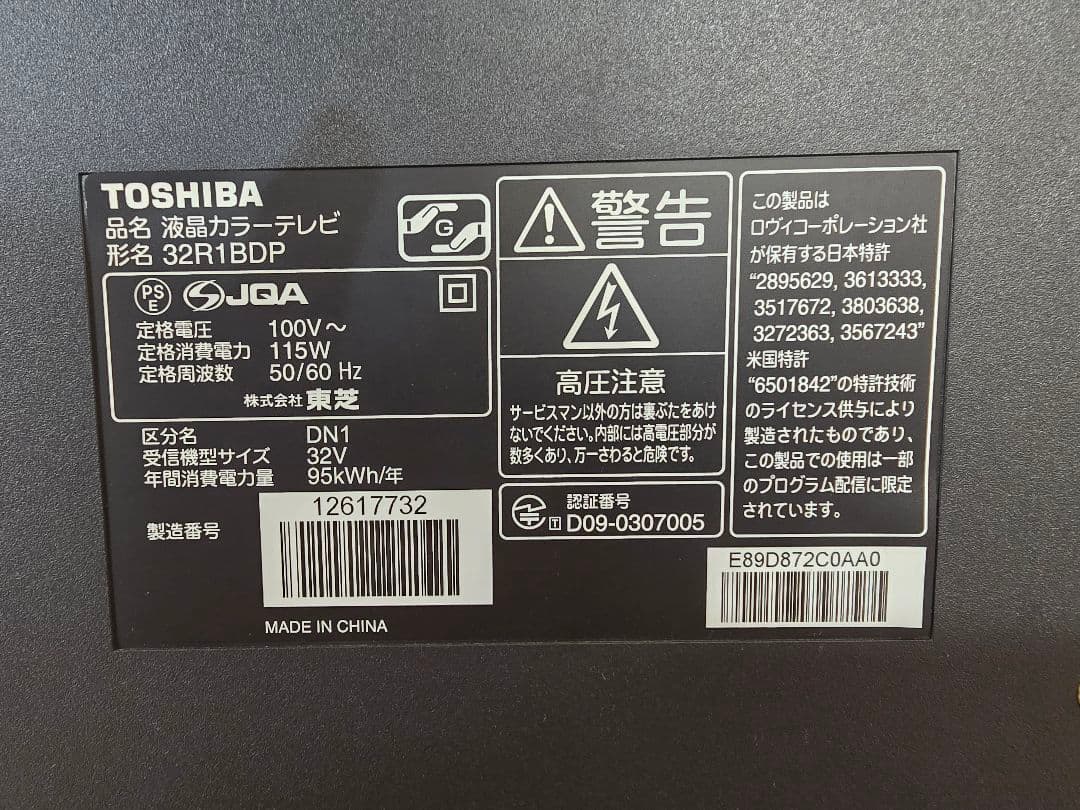 TOSHIBA
品名 液晶カラーテレビ
形名 32R1BDP
G
PS
E
JQA
定格電圧 100V～
定格消費電力 115W
定格周波数 50/60 Hz
株式会社 東芝
区分名 DN1
受信機型サイズ 32V
年間消費電力量 95kWh/年
製造番号
12617732
MADE IN CHINA
警告
高圧注意
サービスマン以外の方は裏ぶたをあけ
ないでください。内部には高電圧部分が
数多くあり、万一さわると危険です。
認証番号
T D09-0307005
この製品は
ロヴィコーポレーション社
が保有する日本特許
“2895629, 3613333,
3517672, 3803638,
3272363, 3567243”
米国特許
“6501842”の特許技術
のライセンス供与により
製造されたものであり、
この製品での使用は一部
のプログラム配信に限定
されています。
E89D872C0AA0